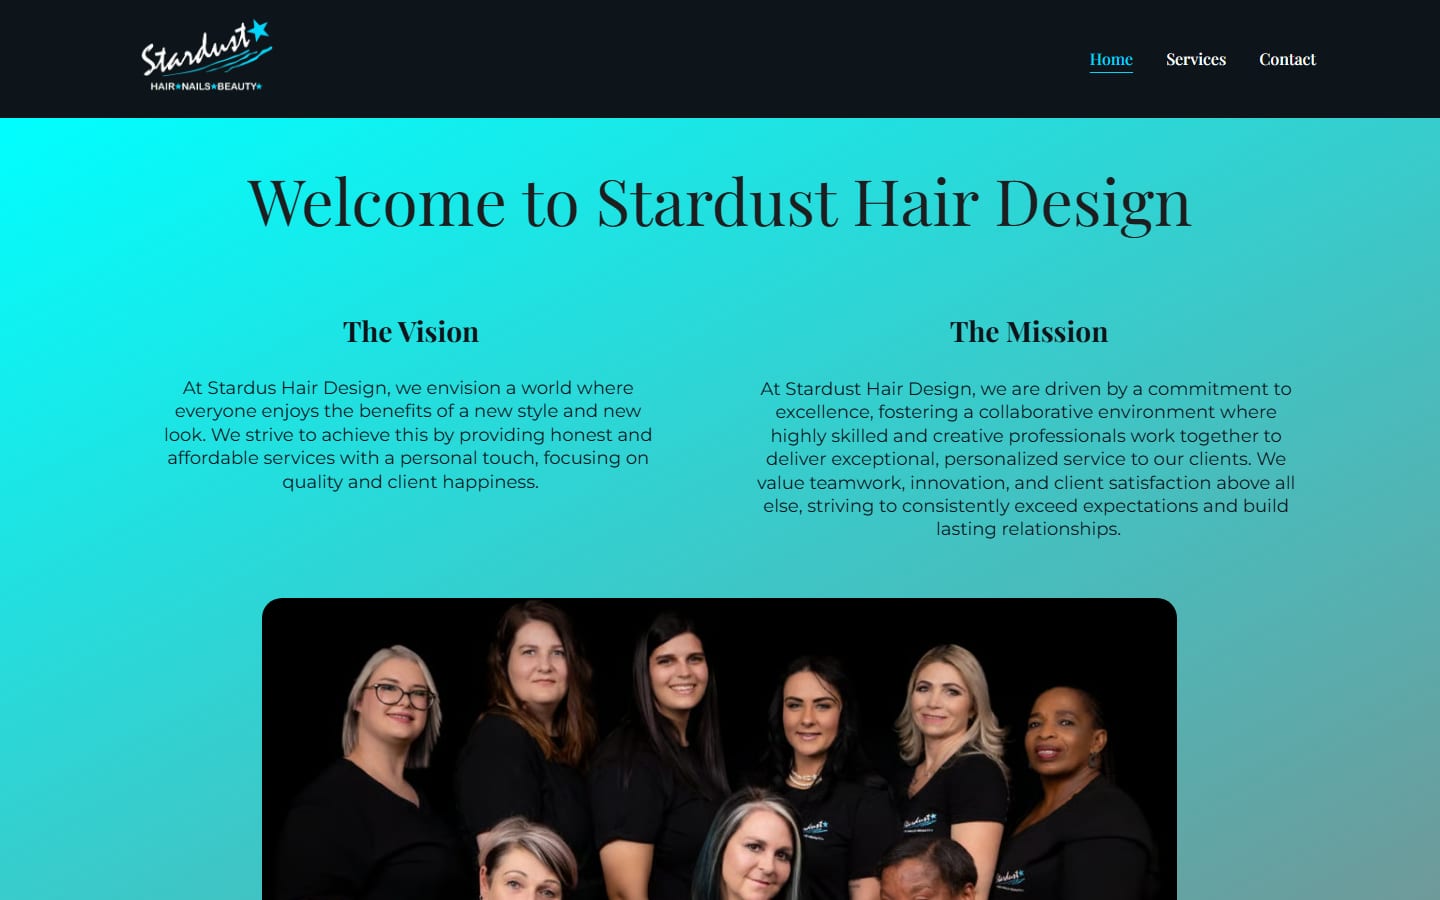 Stardust
HAIR★NAILS★BEAUTY★
Home
Services
Contact
Welcome to Stardust Hair Design
The Vision
At Stardus Hair Design, we envision a world where
everyone enjoys the benefits of a new style and new
look. We strive to achieve this by providing honest and
affordable services with a personal touch, focusing on
quality and client happiness.
The Mission
At Stardust Hair Design, we are driven by a commitment to
excellence, fostering a collaborative environment where
highly skilled and creative professionals work together to
deliver exceptional, personalized service to our clients. We
value teamwork, innovation, and client satisfaction above all
else, striving to consistently exceed expectations and build
lasting relationships.
Stardust
Stardust